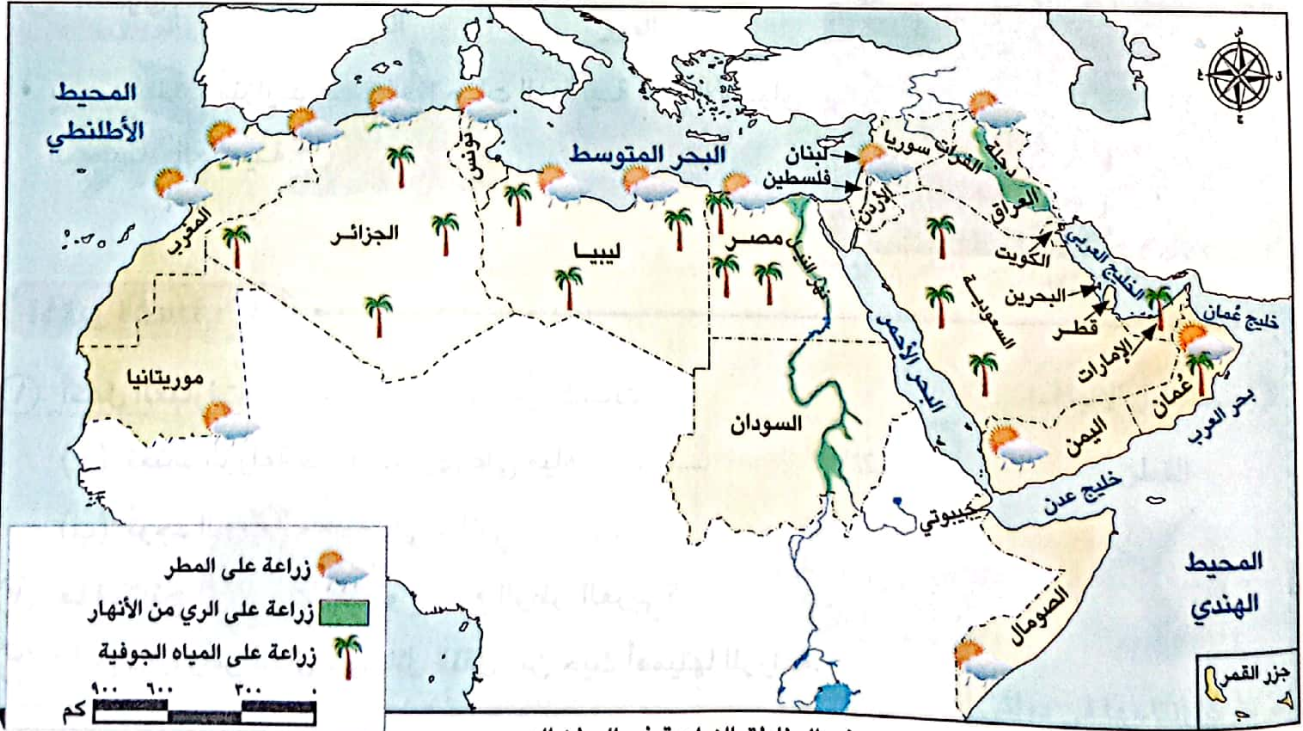 المحيط
الأطلنطي
البحر المتوسط
لبنان
فلسطين
سوريا
الفرات
دجلة
العراق
الأردن
الكويت
الخليج العربي
البحرين
قطر
الإمارات
خليج عُمان
عُمان
السعودية
اليمن
بحر العرب
خليج عدن
البحر الأحمر
تونس
المغرب
الجزائر
ليبيا
مصر
نهر النيل
موريتانيا
السودان
جيبوتي
الصومال
المحيط
الهندي
جزر القمر
زراعة على المطر
زراعة على الري من الأنهار
زراعة على المياه الجوفية
٩٠٠ ٦٠٠ ٣٠٠ ٠
كم